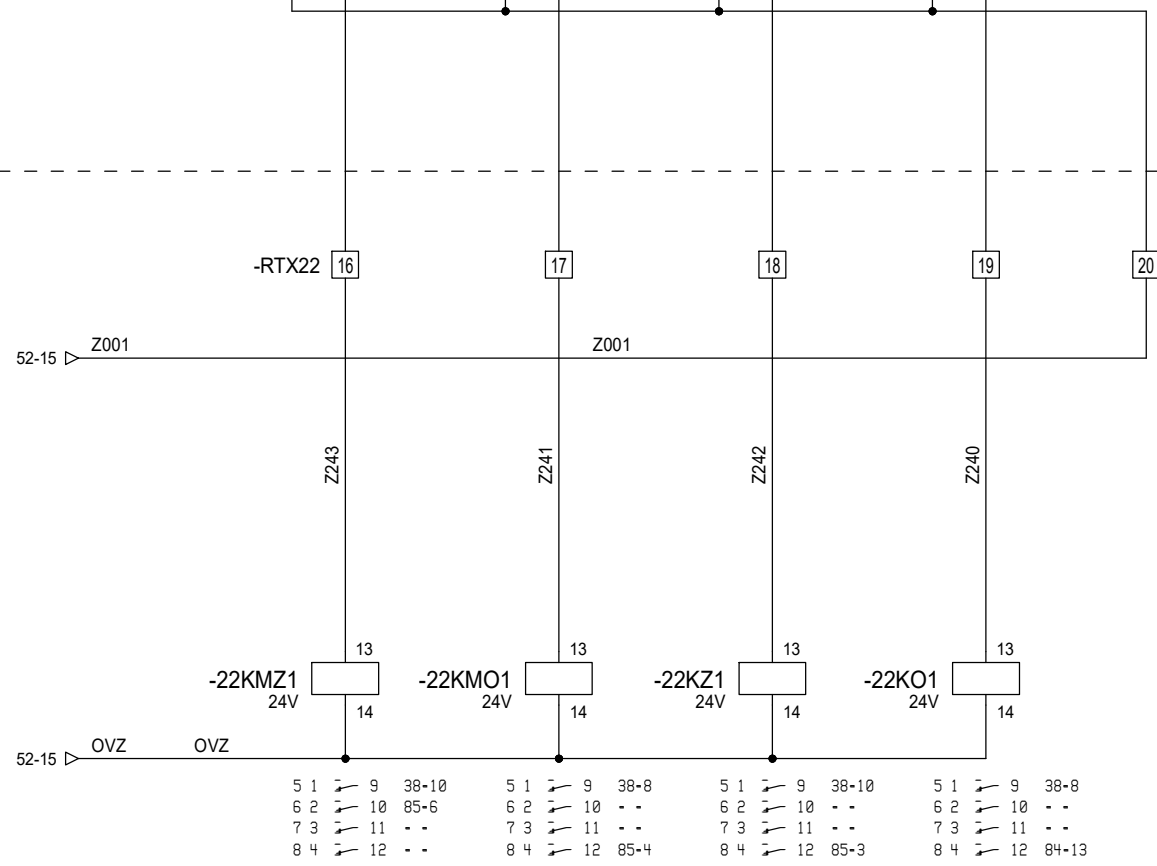 -RTX22 16 17 18 19 20
Z001 Z001
52-15
Z243 Z241 Z242 Z240
13 13 13 13
-22KMZ1 -22KMO1 -22KZ1 -22KO1
24V 24V 24V 24V
14 14 14 14
OVZ OVZ
52-15
5 1 9 38-10 5 1 9 38-8 5 1 9 38-10 5 1 9 38-8
6 2 10 85-6 6 2 10 - - 6 2 10 - - 6 2 10 - -
7 3 11 - - 7 3 11 - - 7 3 11 - - 7 3 11 - -
8 4 12 - - 8 4 12 85-4 8 4 12 85-3 8 4 12 84-13